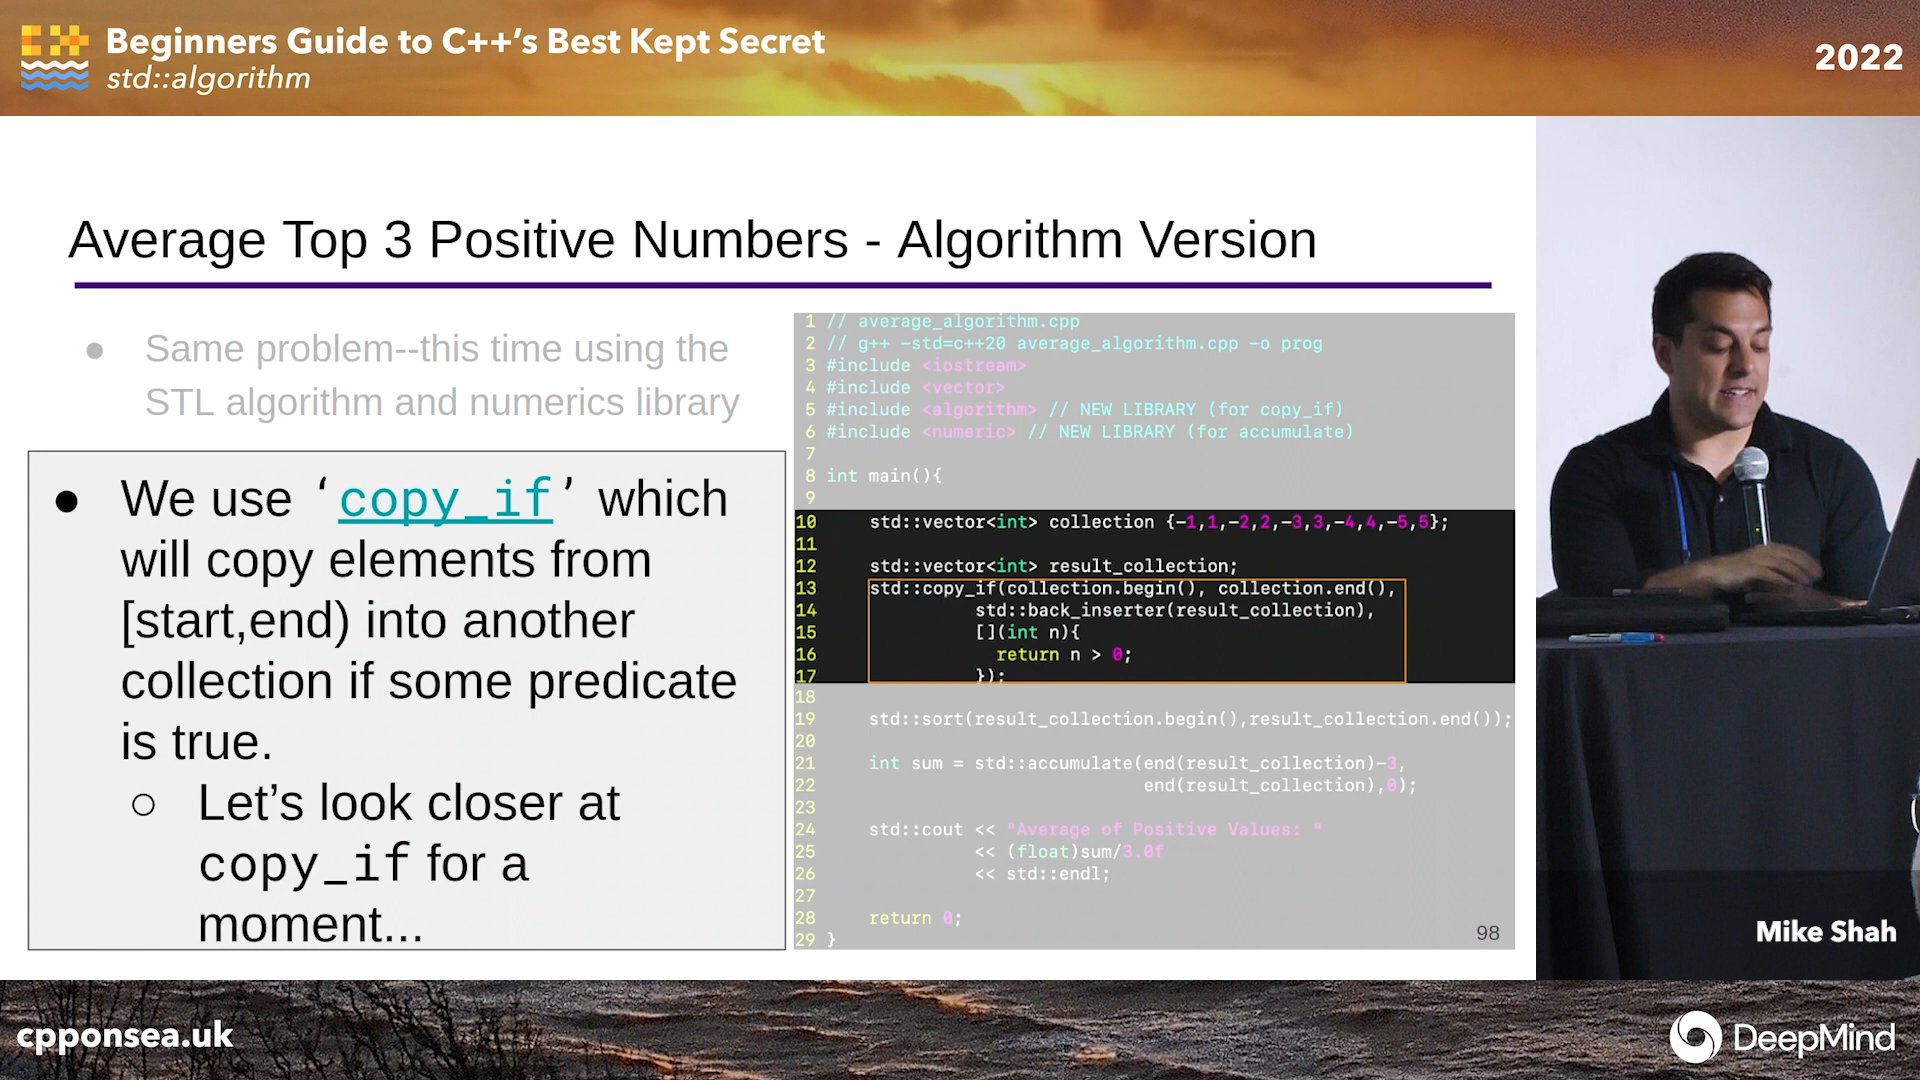 Beginners Guide to C++’s Best Kept Secret
std::algorithm
2022
Average Top 3 Positive Numbers - Algorithm Version
● Same problem--this time using the
STL algorithm and numerics library
● We use ‘copy_if’ which
will copy elements from
[start,end) into another
collection if some predicate
is true.
○ Let’s look closer at
copy_if for a
moment...
1 // average_algorithm.cpp
2 // g++ -std=c++20 average_algorithm.cpp -o prog
3 #include <iostream>
4 #include <vector>
5 #include <algorithm> // NEW LIBRARY (for copy_if)
6 #include <numeric> // NEW LIBRARY (for accumulate)
7
8 int main(){
9
10     std::vector<int> collection {-1,1,-2,2,-3,3,-4,4,-5,5};
11
12     std::vector<int> result_collection;
13     std::copy_if(collection.begin(), collection.end(),
14               std::back_inserter(result_collection),
15               [](int n){
16                 return n > 0;
17               });
18
19     std::sort(result_collection.begin(),result_collection.end());
20
21     int sum = std::accumulate(end(result_collection)-3,
22                               end(result_collection),0);
23
24     std::cout << "Average of Positive Values: "
25               << (float)sum/3.0f
26               << std::endl;
27
28     return 0;
29 }
98
Mike Shah
cpponsea.uk
DeepMind